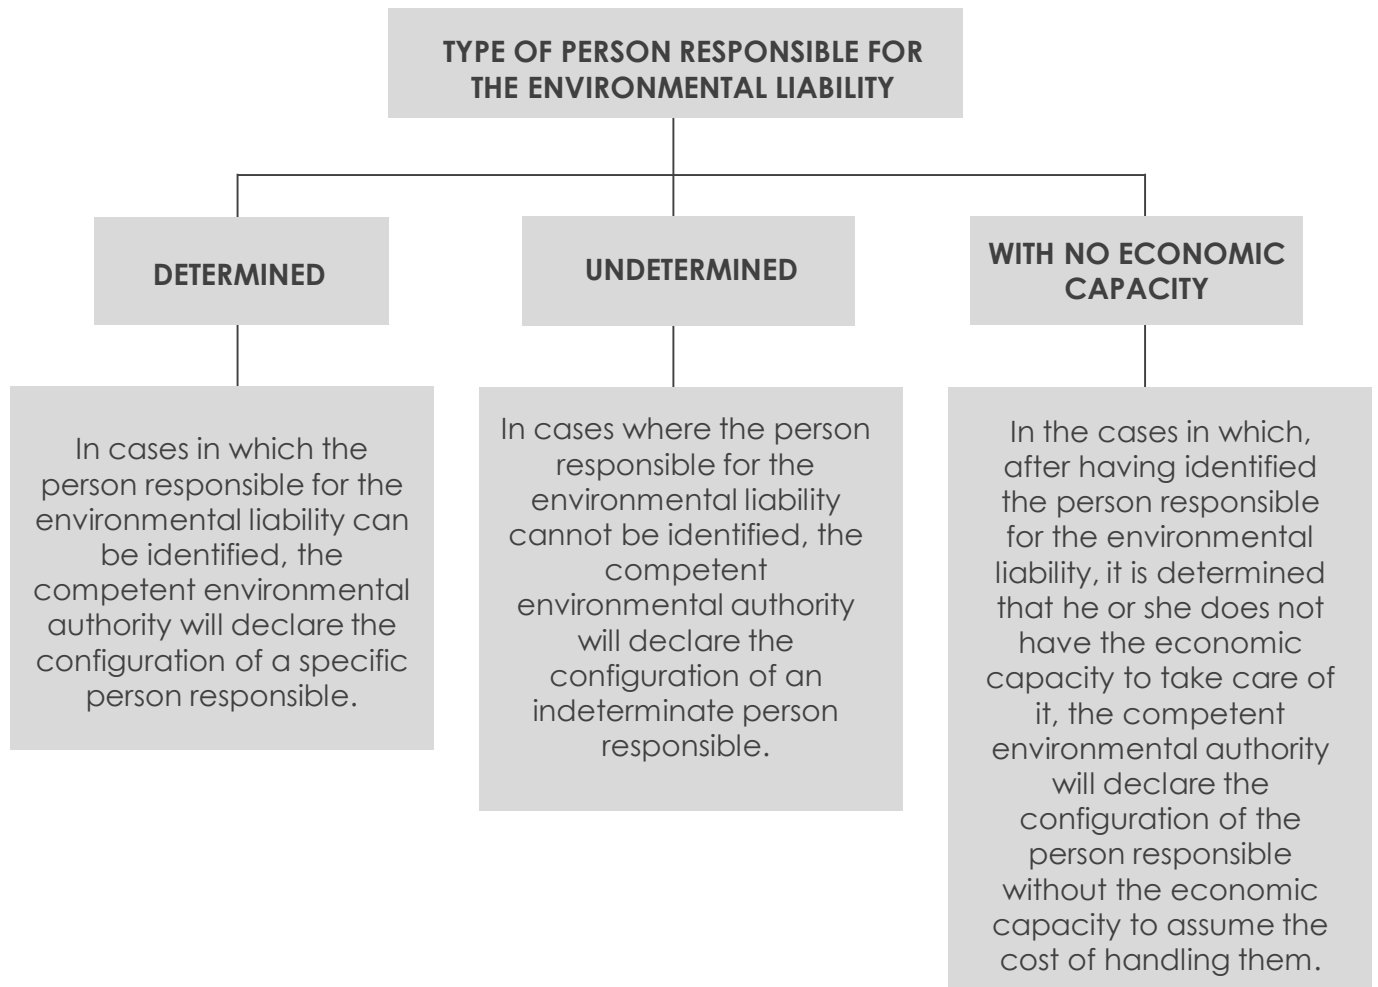 TYPE OF PERSON RESPONSIBLE FOR
THE ENVIRONMENTAL LIABILITY
DETERMINED
UNDETERMINED
WITH NO ECONOMIC
CAPACITY
In cases in which the
person responsible for the
environmental liability can
be identified, the
competent environmental
authority will declare the
configuration of a specific
person responsible.
In cases where the person
responsible for the
environmental liability
cannot be identified, the
competent
environmental authority
will declare the
configuration of an
indeterminate person
responsible.
In the cases in which,
after having identified
the person responsible
for the environmental
liability, it is determined
that he or she does not
have the economic
capacity to take care of
it, the competent
environmental authority
will declare the
configuration of the
person responsible
without the economic
capacity to assume the
cost of handling them.